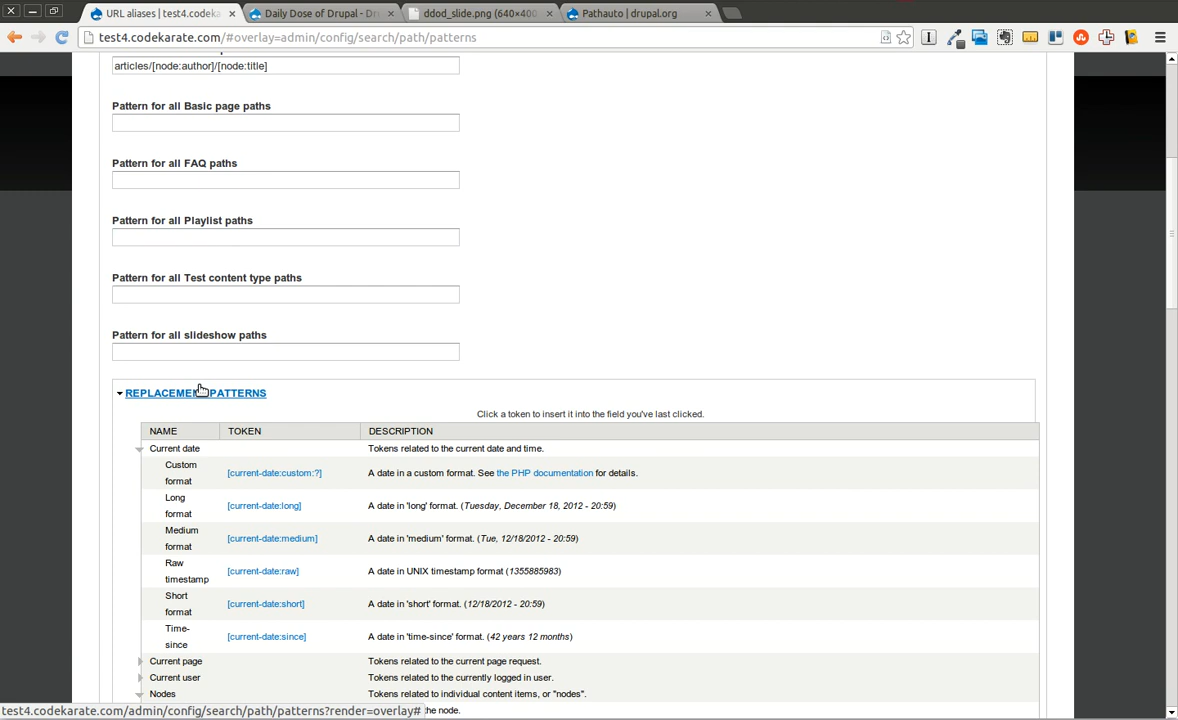 URL aliases | test4.codeka
Daily Dose of Drupal - Dr
ddod_slide.png (640×400
Pathauto | drupal.org
test4.codekarate.com/#overlay=admin/config/search/path/patterns
articles/[node:author]/[node:title]
Pattern for all Basic page paths
Pattern for all FAQ paths
Pattern for all Playlist paths
Pattern for all Test content type paths
Pattern for all slideshow paths
REPLACEMENT PATTERNS
Click a token to insert it into the field you've last clicked.
NAME TOKEN DESCRIPTION
Current date Tokens related to the current date and time.
Custom format [current-date:custom:?] A date in a custom format. See the PHP documentation for details.
Long format [current-date:long] A date in 'long' format. (Tuesday, December 18, 2012 - 20:59)
Medium format [current-date:medium] A date in 'medium' format. (Tue, 12/18/2012 - 20:59)
Raw timestamp [current-date:raw] A date in UNIX timestamp format (1355885983)
Short format [current-date:short] A date in 'short' format. (12/18/2012 - 20:59)
Time-since [current-date:since] A date in 'time-since' format. (42 years 12 months)
Current page Tokens related to the current page request.
Current user Tokens related to the currently logged in user.
Nodes Tokens related to individual content items, or "nodes".
test4.codekarate.com/admin/config/search/path/patterns?render=overlay# the node.